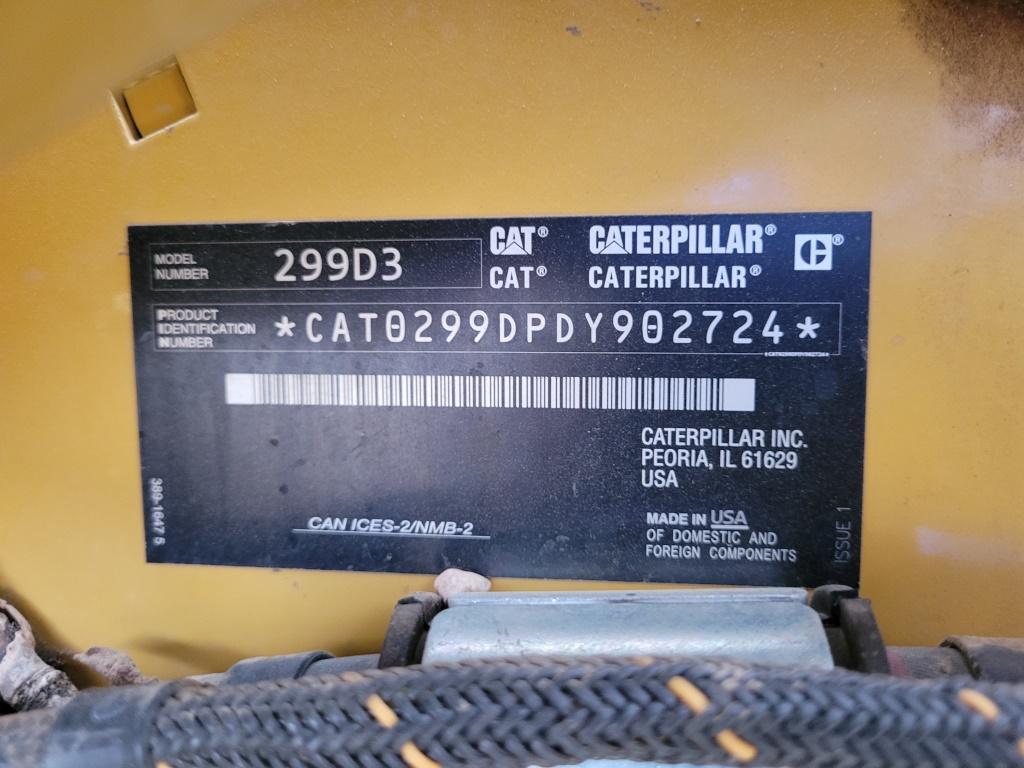 MODEL
NUMBER
299D3
CAT® CATERPILLAR® C®
CAT® CATERPILLAR®
PRODUCT
IDENTIFICATION
NUMBER
*CAT0299DPDY902724*
*CAT0299DPDY902724*
CATERPILLAR INC.
PEORIA, IL 61629
USA
389-1647 5
CAN ICES-2/NMB-2
MADE IN USA
OF DOMESTIC AND
FOREIGN COMPONENTS
ISSUE 1